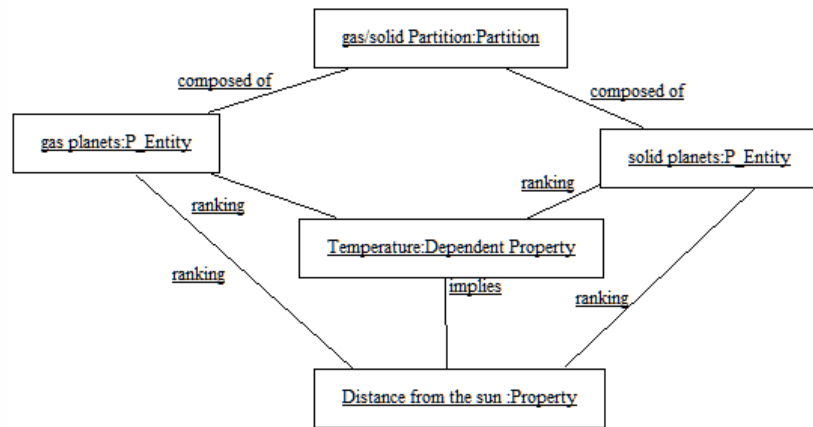 gas/solid Partition:Partition
composed of
composed of
gas planets:P_Entity
solid planets:P_Entity
ranking
ranking
Temperature:Dependent Property
ranking
implies
ranking
Distance from the sun :Property